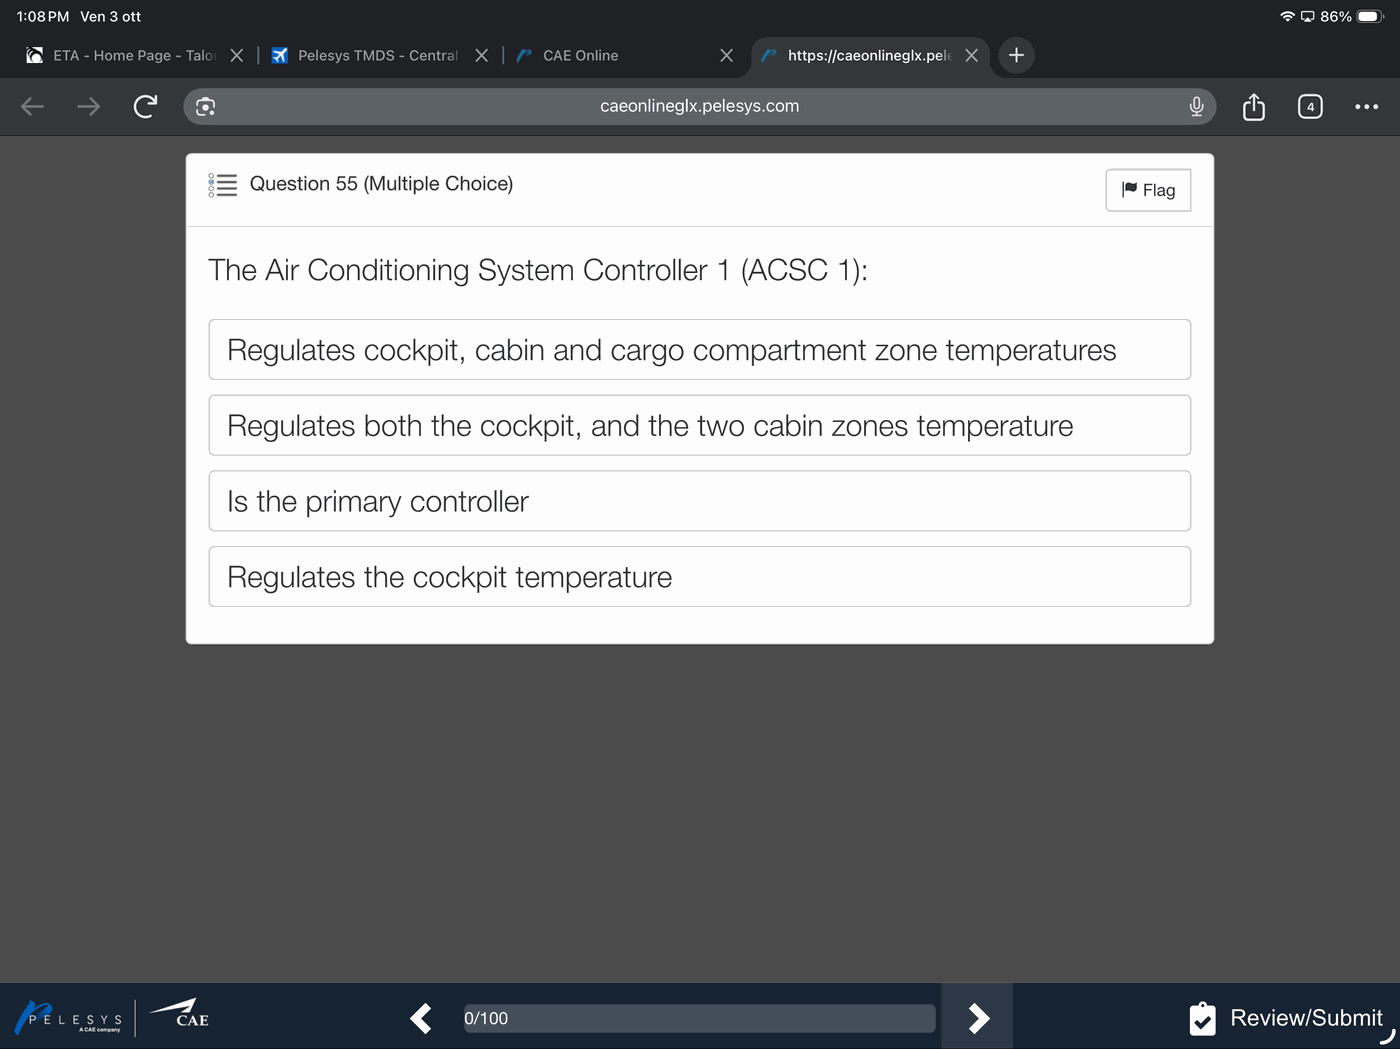 1:08 PM Ven 3 ott
86%
ETA - Home Page - Talo
Pelesys TMDS - Central
CAE Online
https://caeonlineglx.pele
caeonlineglx.pelesys.com
4
Question 55 (Multiple Choice)
Flag
The Air Conditioning System Controller 1 (ACSC 1):
Regulates cockpit, cabin and cargo compartment zone temperatures
Regulates both the cockpit, and the two cabin zones temperature
Is the primary controller
Regulates the cockpit temperature
PELESYS
A CAE company
CAE
0/100
Review/Submit